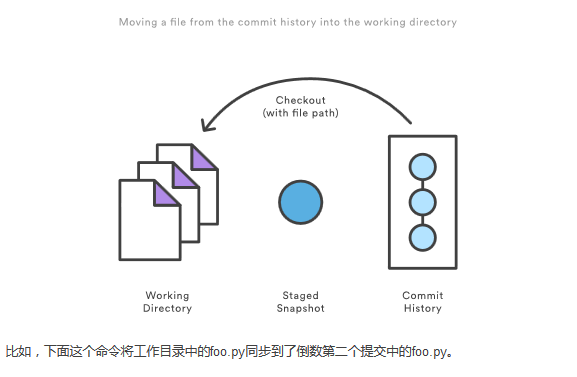 Moving a file from the commit history into the working directory
Checkout
(with file path)
Working
Directory
Staged
Snapshot
Commit
History
比如，下面这个命令将工作目录中的foo.py同步到了倒数第二个提交中的foo.py。